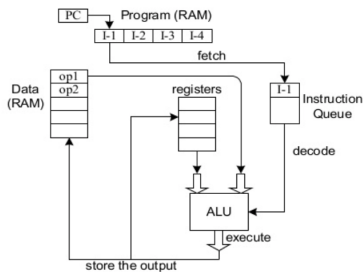 PC
Program (RAM)
I-1 I-2 I-3 I-4
fetch
Data
(RAM)
op1
op2
registers
I-1
Instruction
Queue
decode
ALU
execute
store the output